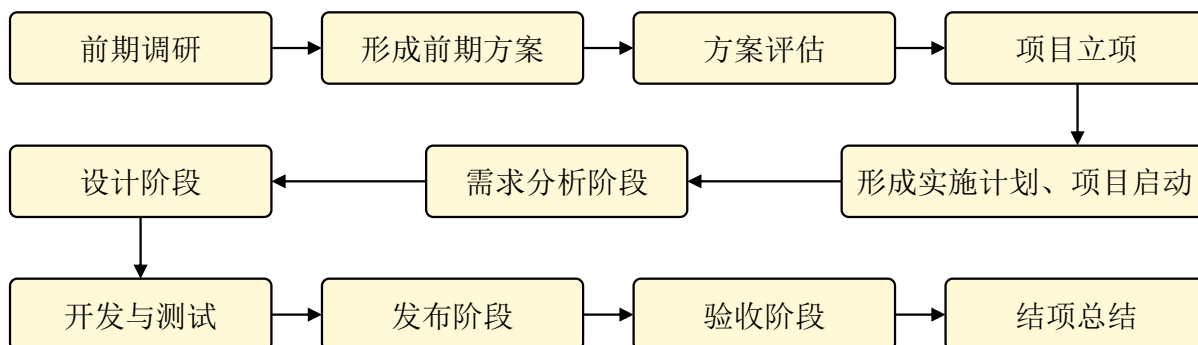 前期调研
形成前期方案
方案评估
项目立项
形成实施计划、项目启动
需求分析阶段
设计阶段
开发与测试
发布阶段
验收阶段
结项总结